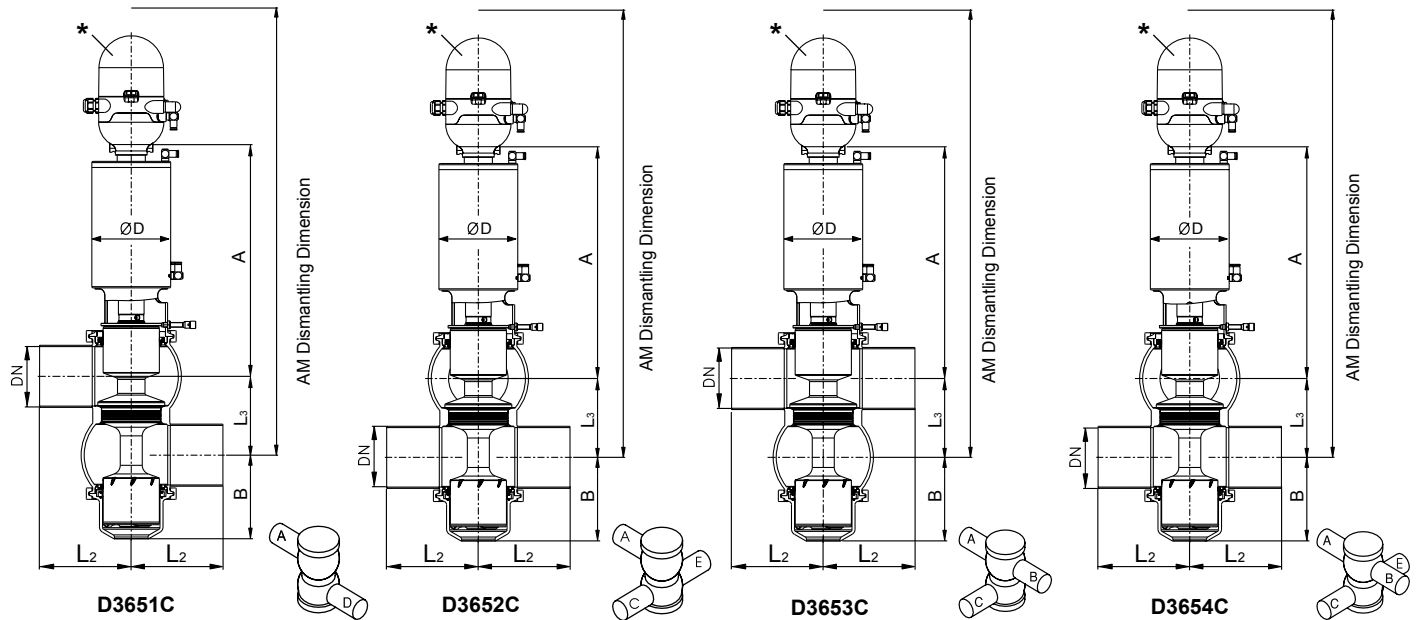 *
ØD
A
DN
L3
B
L2
L2
AM Dismantling Dimension
A
D
D3651C
*
ØD
A
DN
L3
B
L2
L2
AM Dismantling Dimension
A
E
C
D3652C
*
ØD
A
DN
L3
B
L2
L2
AM Dismantling Dimension
A
B
C
D3653C
*
ØD
A
DN
L3
B
L2
L2
AM Dismantling Dimension
A
E
B
C
D3654C